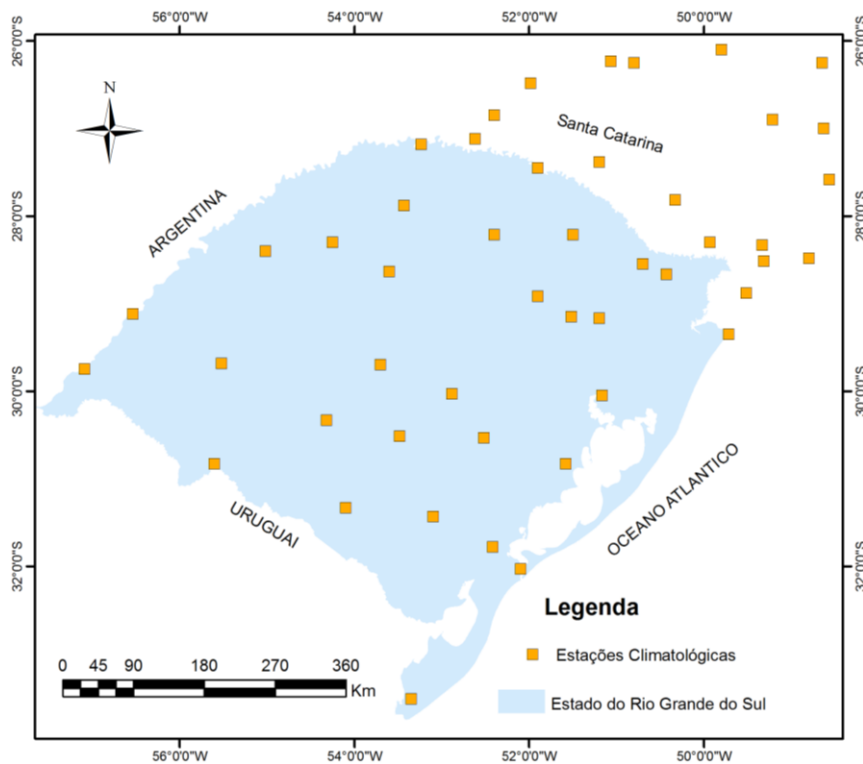 56°0'0"W 54°0'0"W 52°0'0"W 50°0'0"W
26°0'0"S 26°0'0"S
N
Santa Catarina
ARGENTINA
28°0'0"S 28°0'0"S
30°0'0"S 30°0'0"S
URUGUAI
OCEANO ATLANTICO
32°0'0"S 32°0'0"S
Legenda
Estações Climatológicas
Estado do Rio Grande do Sul
0 45 90 180 270 360
Km
56°0'0"W 54°0'0"W 52°0'0"W 50°0'0"W